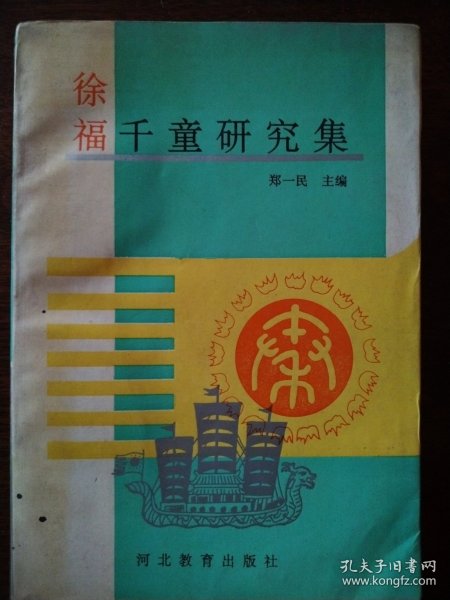 徐福千童研究集
郑一民 主编
秦
河北教育出版社
孔夫子旧书网
www.kongfz.com